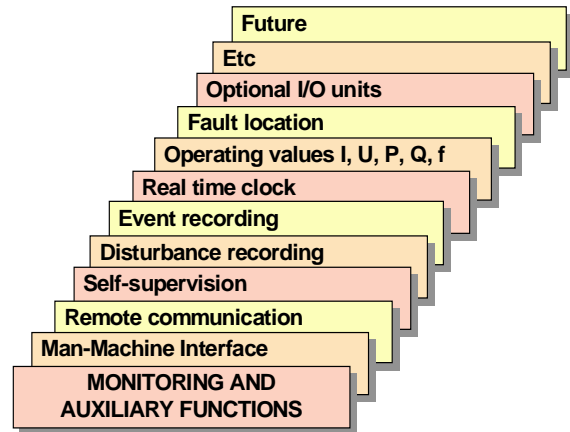 Future
Etc
Optional I/O units
Fault location
Operating values I, U, P, Q, f
Real time clock
Event recording
Disturbance recording
Self-supervision
Remote communication
Man-Machine Interface
MONITORING AND
AUXILIARY FUNCTIONS